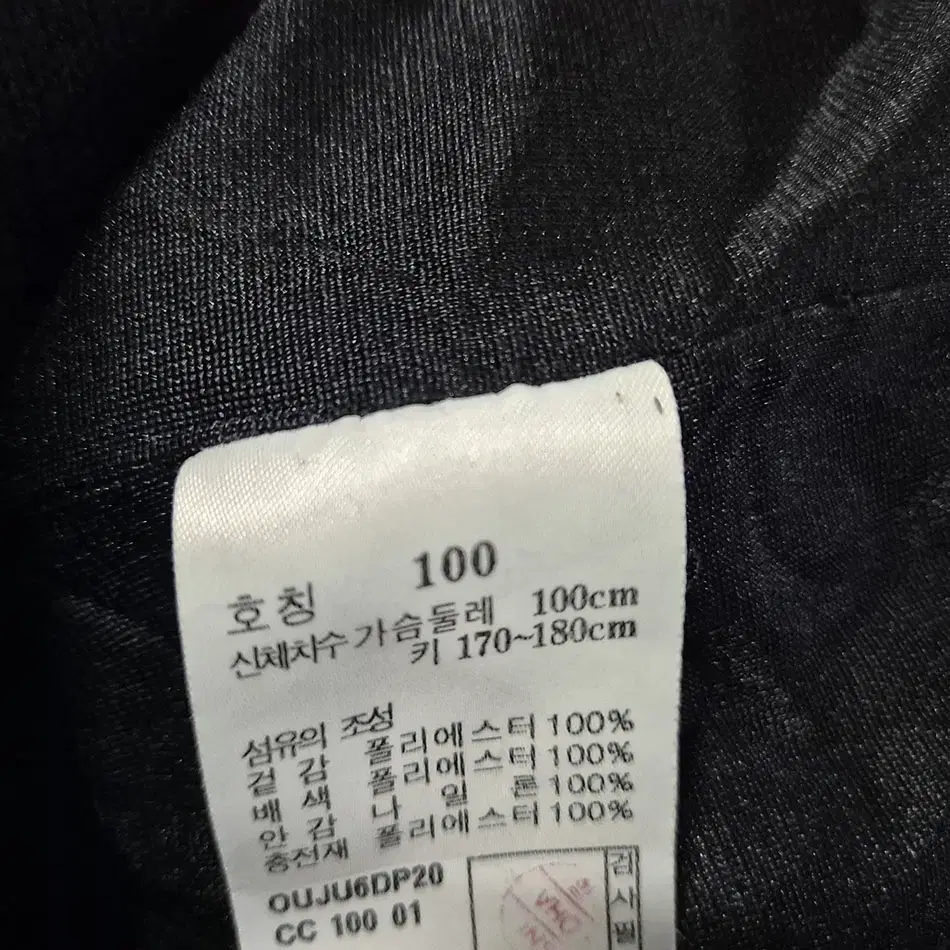 호칭 100
신체치수 가슴둘레 100cm
키 170~180cm
섬유의 조성
겉감 폴리에스터 100%
배색 폴리에스터 100%
안감 나일론 100%
충전재 폴리에스터 100%
OUJU6DP20
CC 100 01
검사필